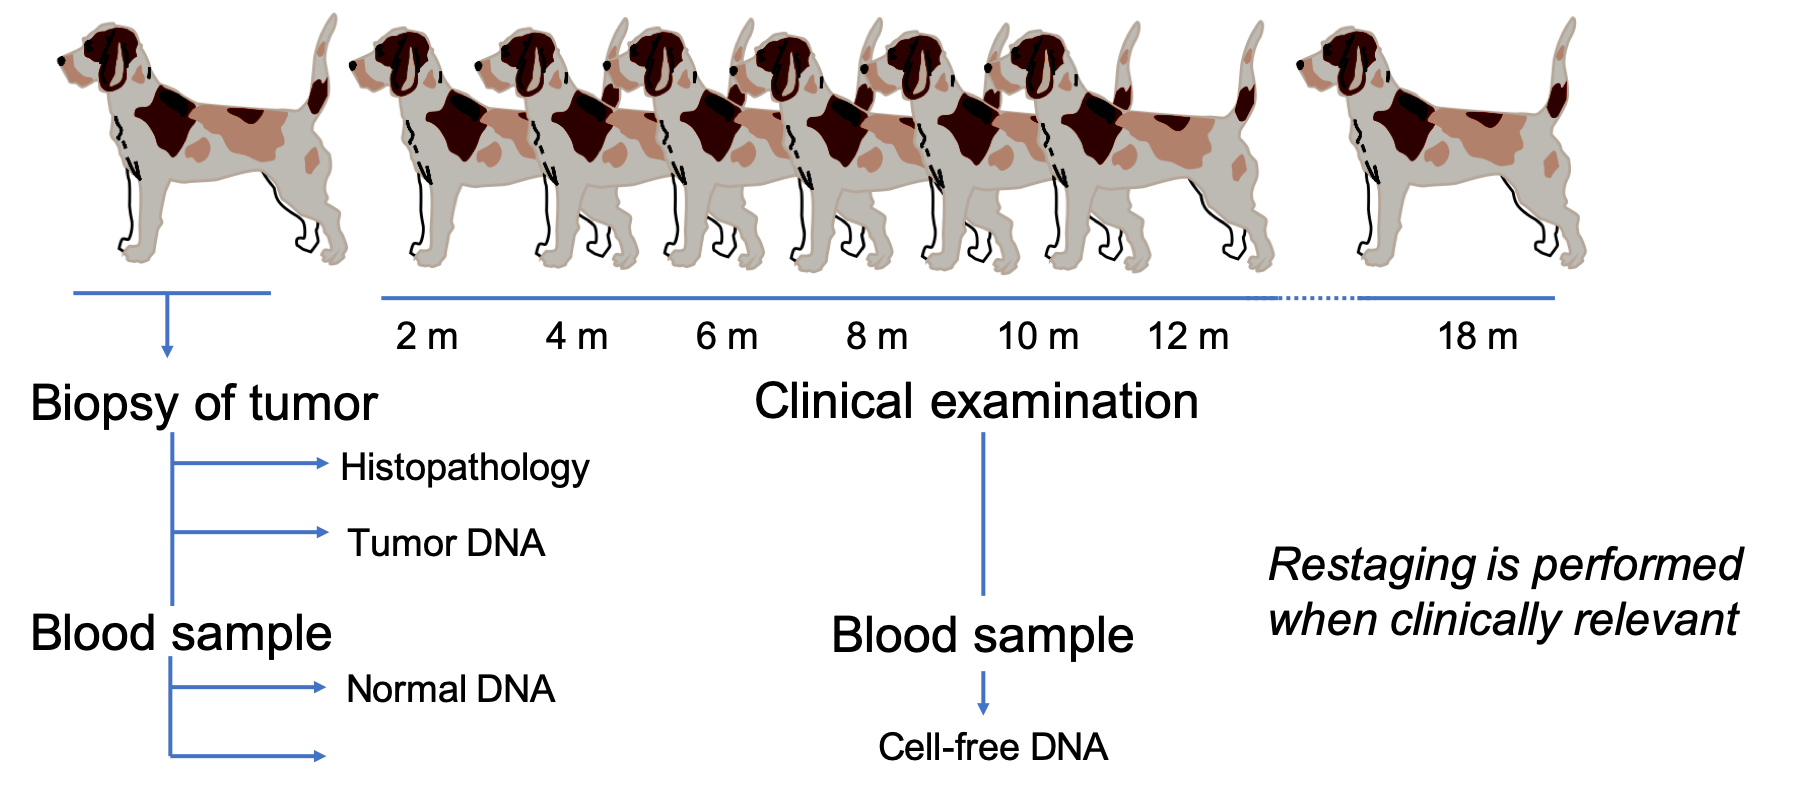 2 m 4 m 6 m 8 m 10 m 12 m 18 m
Biopsy of tumor
Histopathology
Tumor DNA
Blood sample
Normal DNA
Clinical examination
Blood sample
Cell-free DNA
Restaging is performed
when clinically relevant